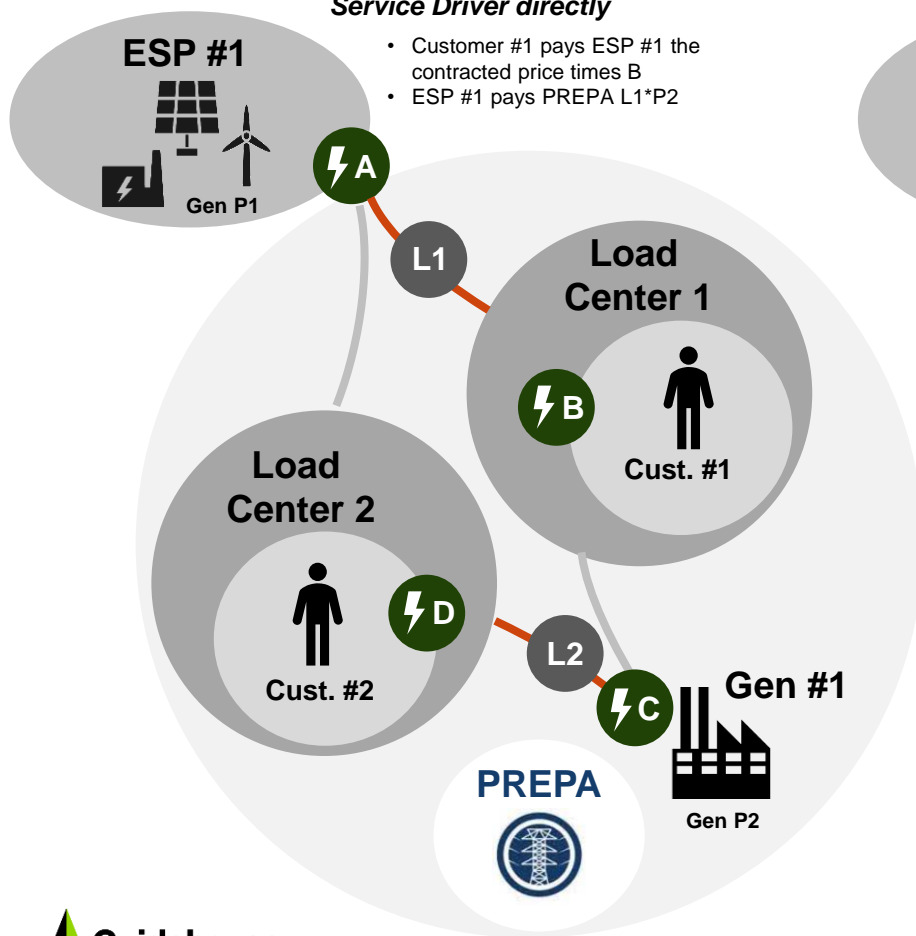 Service Driver directly
• Customer #1 pays ESP #1 the
contracted price times B
• ESP #1 pays PREPA L1*P2
ESP #1
Gen P1
A
L1
Load
Center 1
B
Cust. #1
Load
Center 2
D
Cust. #2
L2
C
Gen #1
Gen P2
PREPA